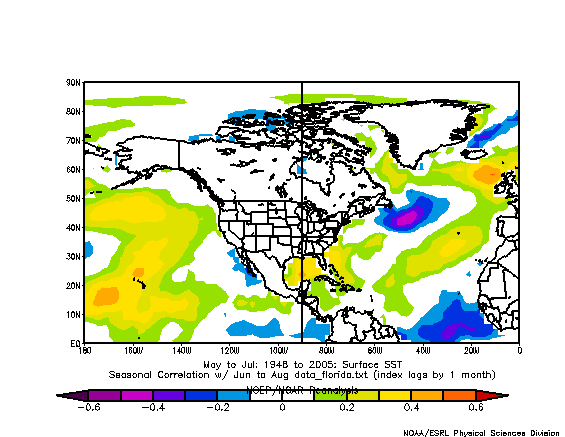 90N
80N
70N
60N
50N
40N
30N
20N
10N
EQ
180 160W 140W 120W 100W 80W 60W 40W 20W 0
May to Jul: 1948 to 2005: Surface SST
Seasonal Correlation w/ Jun to Aug data_florida.txt (index lags by 1 month)
NCEP/NCAR Reanalysis
-0.6 -0.4 -0.2 0 0.2 0.4 0.6
NOAA/ESRL Physical Sciences Division